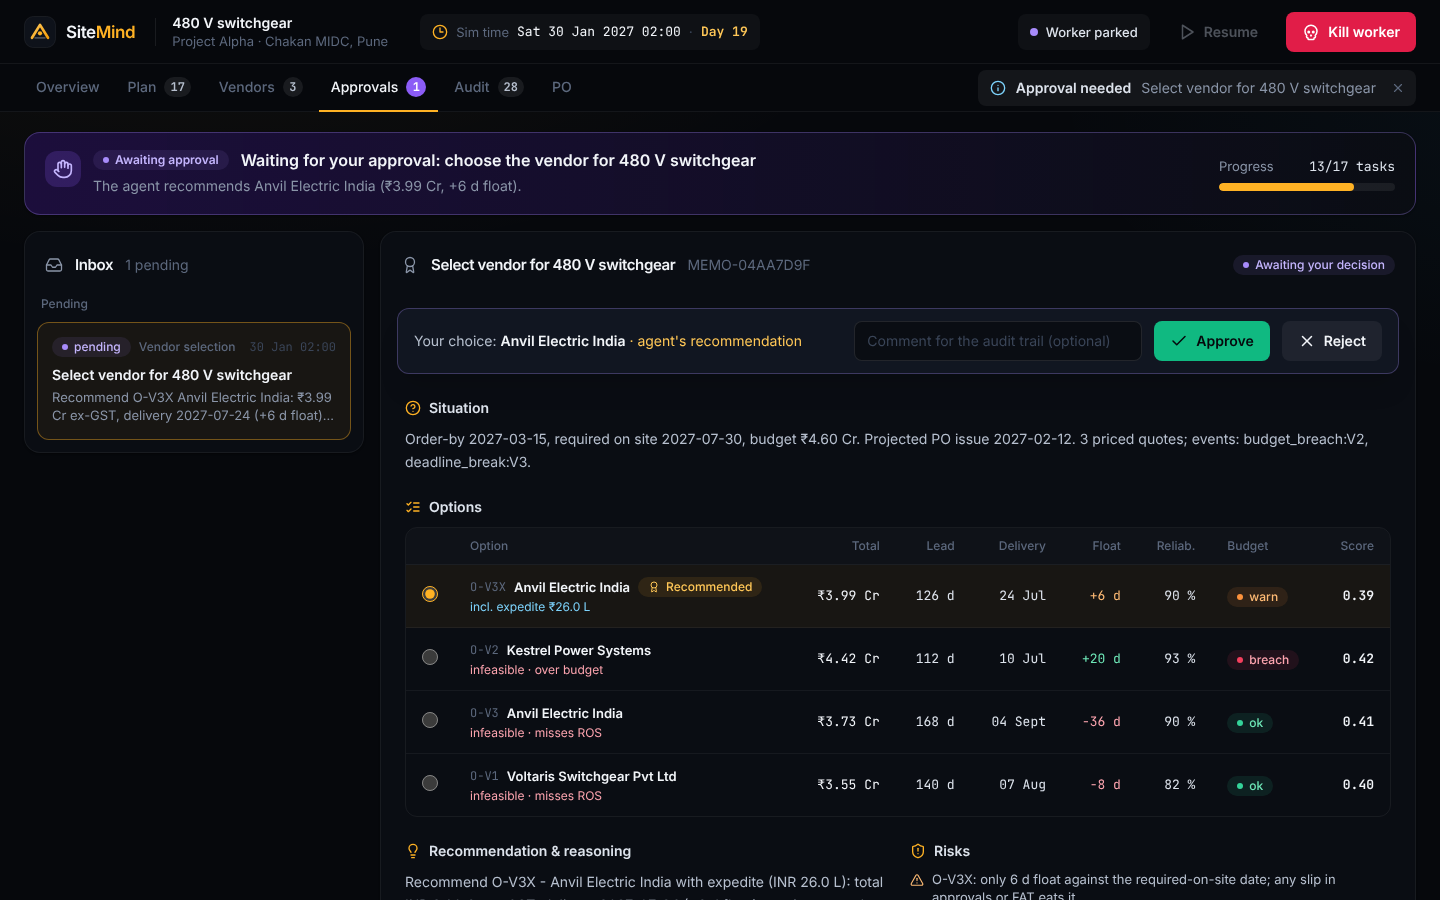 SiteMind
480 V switchgear
Project Alpha · Chakan MIDC, Pune
Sim time Sat 30 Jan 2027 02:00 · Day 19
Worker parked
Resume
Kill worker
Overview
Plan 17
Vendors 3
Approvals 1
Audit 28
PO
Approval needed Select vendor for 480 V switchgear
Awaiting approval
Waiting for your approval: choose the vendor for 480 V switchgear
The agent recommends Anvil Electric India (₹3.99 Cr, +6 d float).
Progress 13/17 tasks
Inbox 1 pending
Pending
pending Vendor selection 30 Jan 02:00
Select vendor for 480 V switchgear
Recommend O-V3X Anvil Electric India: ₹3.99
Cr ex-GST, delivery 2027-07-24 (+6 d float)...
Select vendor for 480 V switchgear MEMO-04AA7D9F
Awaiting your decision
Your choice: Anvil Electric India · agent's recommendation
Comment for the audit trail (optional)
Approve
Reject
Situation
Order-by 2027-03-15, required on site 2027-07-30, budget ₹4.60 Cr. Projected PO issue 2027-02-12. 3 priced quotes; events: budget_breach:V2,
deadline_break:V3.
Options
Option Total Lead Delivery Float Reliab. Budget Score
O-V3X Anvil Electric India Recommended ₹3.99 Cr 126 d 24 Jul +6 d 90 % warn 0.39
incl. expedite ₹26.0 L
O-V2 Kestrel Power Systems ₹4.42 Cr 112 d 10 Jul +20 d 93 % breach 0.42
infeasible · over budget
O-V3 Anvil Electric India ₹3.73 Cr 168 d 04 Sept -36 d 90 % ok 0.41
infeasible · misses ROS
O-V1 Voltaris Switchgear Pvt Ltd ₹3.55 Cr 140 d 07 Aug -8 d 82 % ok 0.40
infeasible · misses ROS
Recommendation & reasoning
Recommend O-V3X - Anvil Electric India with expedite (INR 26.0 L): total
Risks
O-V3X: only 6 d float against the required-on-site date; any slip in
approvals or FAT eats it